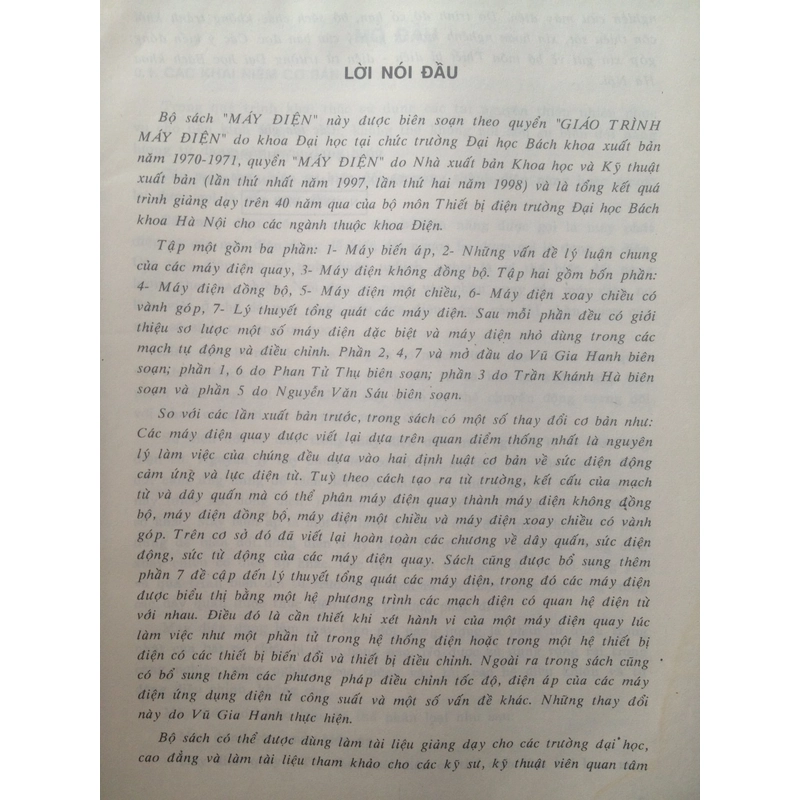 LỜI NÓI ĐẦU
Bộ sách "MÁY ĐIỆN" này được biên soạn theo quyển "GIÁO TRÌNH
MÁY ĐIỆN" do khoa Đại học tại chức trường Đại học Bách khoa xuất bản
năm 1970-1971, quyển "MÁY ĐIỆN" do Nhà xuất bản Khoa học và Kỹ thuật
xuất bản (lần thứ nhất năm 1997, lần thứ hai năm 1998) và là tổng kết quá
trình giảng dạy trên 40 năm qua của bộ môn Thiết bị điện trường Đại học Bách
khoa Hà Nội cho các ngành thuộc khoa Điện.
Tập một gồm ba phần: 1- Máy biến áp, 2- Những vấn đề lý luận chung
của các máy điện quay, 3- Máy điện không đồng bộ. Tập hai gồm bốn phần:
4- Máy điện đồng bộ, 5- Máy điện một chiều, 6- Máy điện xoay chiều có
vành góp, 7- Lý thuyết tổng quát các máy điện. Sau mỗi phần đều có giới
thiệu sơ lược một số máy điện đặc biệt và máy điện nhỏ dùng trong các
mạch tự động và điều chỉnh. Phần 2, 4, 7 và mở đầu do Vũ Gia Hanh biên
soạn; phần 1, 6 do Phan Tử Thụ biên soạn; phần 3 do Trần Khánh Hà biên
soạn và phần 5 do Nguyễn Văn Sáu biên soạn.
So với các lần xuất bản trước, trong sách có một số thay đổi cơ bản như:
Các máy điện quay được viết lại dựa trên quan điểm thống nhất là nguyên
lý làm việc của chúng đều dựa vào hai định luật cơ bản về sức điện động
cảm ứng và lực điện từ. Tuỳ theo cách tạo ra từ trường, kết cấu của mạch
từ và dây quấn mà có thể phân máy điện quay thành máy điện không đồng
bộ, máy điện đồng bộ, máy điện một chiều và máy điện xoay chiều có vành
góp. Trên cơ sở đó đã viết lại hoàn toàn các chương về dây quấn, sức điện
động, sức từ động của các máy điện quay. Sách cũng được bổ sung thêm
phần 7 đề cập đến lý thuyết tổng quát các máy điện, trong đó các máy điện
được biểu thị bằng một hệ phương trình các mạch điện có quan hệ điện từ
với nhau. Điều đó là cần thiết khi xét hành vi của một máy điện quay lúc
làm việc như một phần tử trong hệ thống điện hoặc trong một hệ thiết bị
điện có các thiết bị biến đổi và thiết bị điều chỉnh. Ngoài ra trong sách cũng
có bổ sung thêm các phương pháp điều chỉnh tốc độ, điện áp của các máy
điện ứng dụng điện tử công suất và một số vấn đề khác. Những thay đổi
này do Vũ Gia Hanh thực hiện.
Bộ sách có thể được dùng làm tài liệu giảng dạy cho các trường đại học,
cao đẳng và làm tài liệu tham khảo cho các kỹ sư, kỹ thuật viên quan tâm